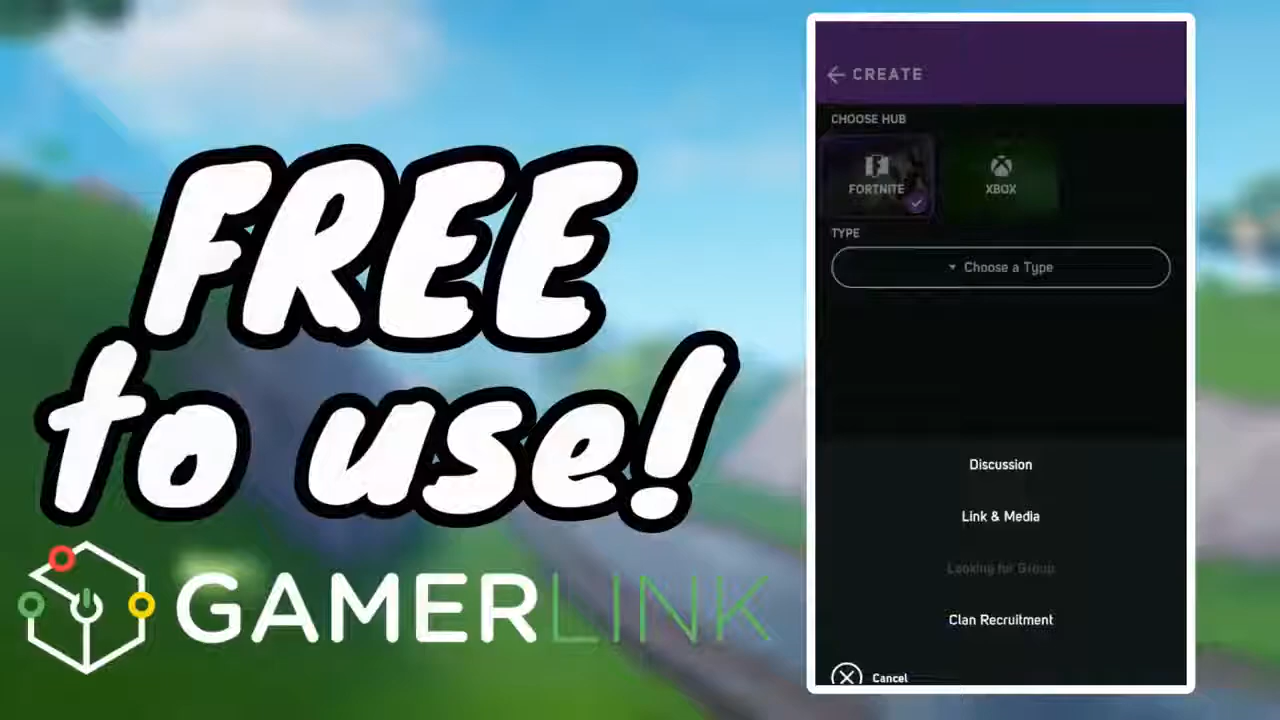 FREE
to use!
GAMERLINK
CREATE
CHOOSE HUB
FORTNITE
XBOX
TYPE
Choose a Type
Discussion
Link & Media
Looking for Group
Clan Recruitment
Cancel